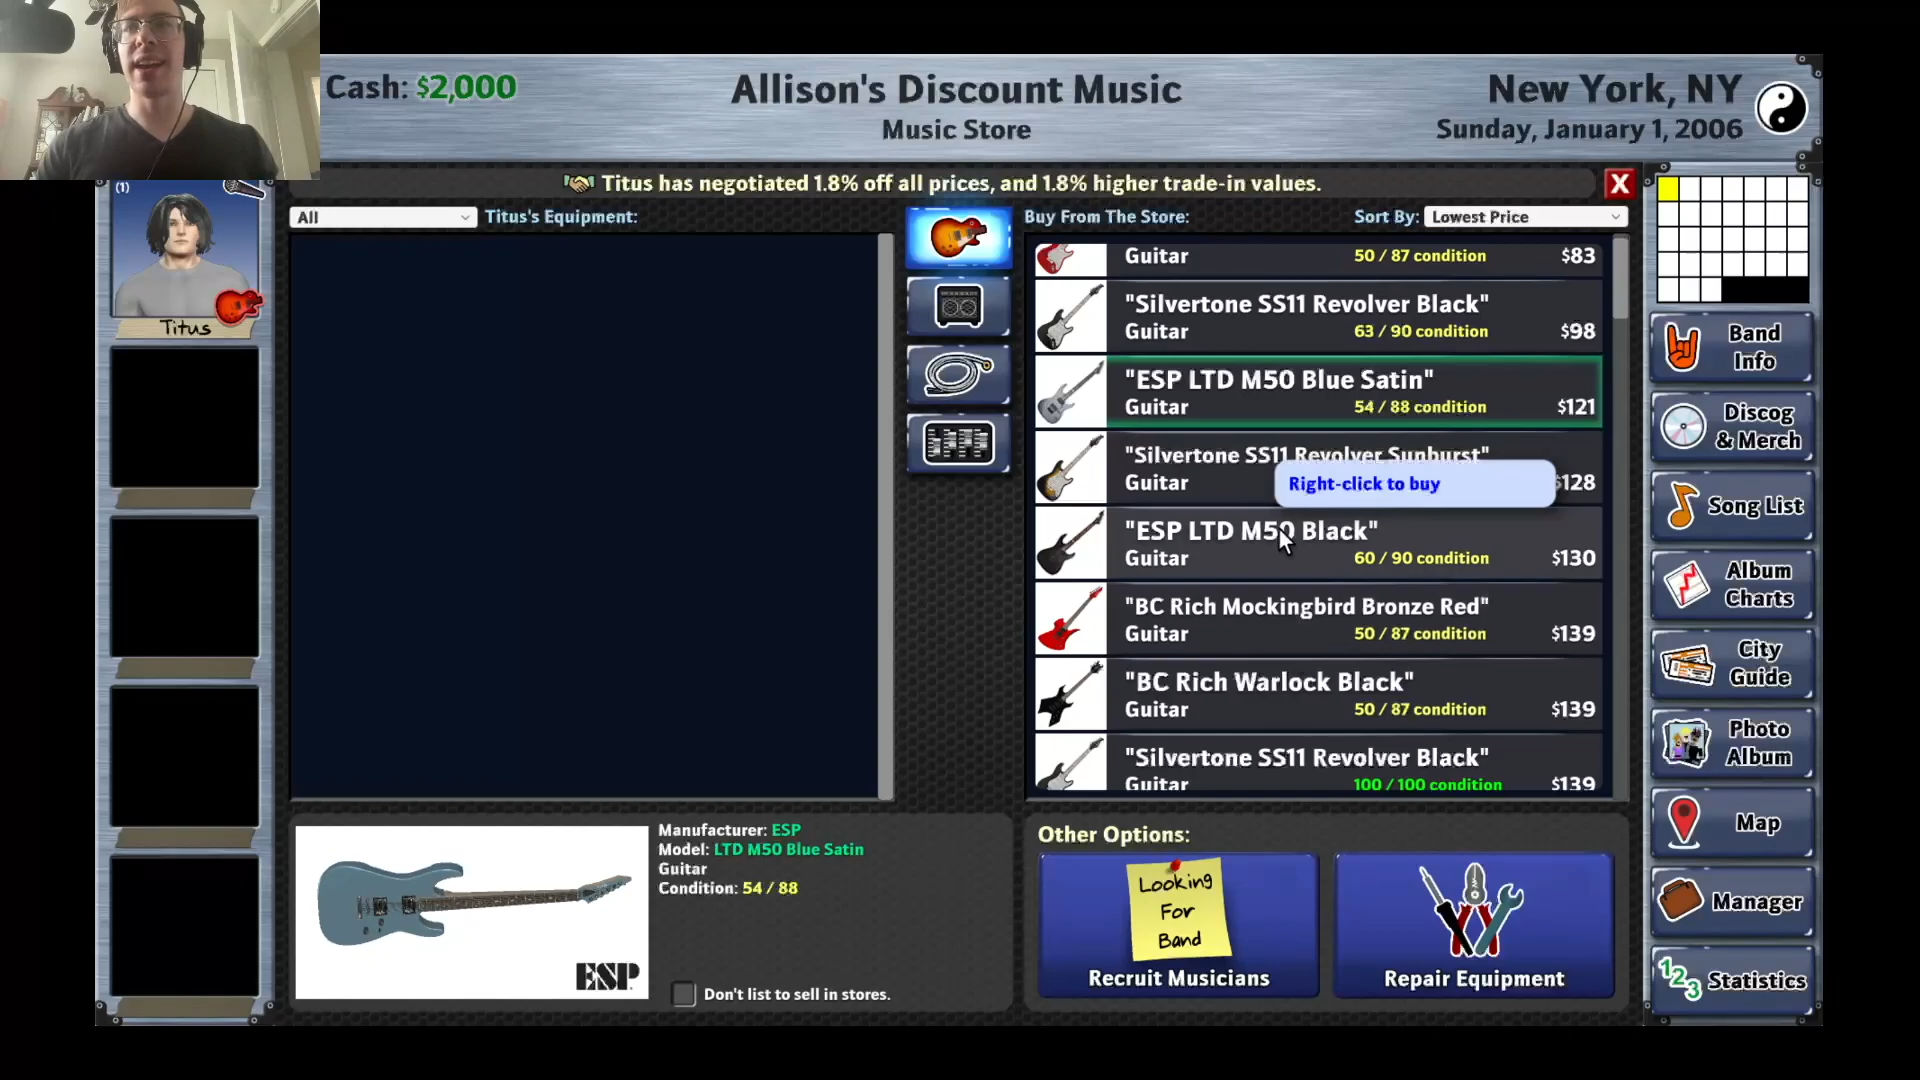 Cash: $2,000
Allison's Discount Music
Music Store
New York, NY
Sunday, January 1, 2006
(1)
Titus
Titus has negotiated 1.8% off all prices, and 1.8% higher trade-in values.
X
All
Titus's Equipment:
Buy From The Store:
Sort By: Lowest Price
Guitar 50 / 87 condition $83
"Silvertone SS11 Revolver Black"
Guitar 63 / 90 condition $98
"ESP LTD M50 Blue Satin"
Guitar 54 / 88 condition $121
"Silvertone SS11 Revolver Sunburst"
Guitar $128
Right-click to buy
"ESP LTD M50 Black"
Guitar 60 / 90 condition $130
"BC Rich Mockingbird Bronze Red"
Guitar 50 / 87 condition $139
"BC Rich Warlock Black"
Guitar 50 / 87 condition $139
"Silvertone SS11 Revolver Black"
Guitar 100 / 100 condition $139
Manufacturer: ESP
Model: LTD M50 Blue Satin
Guitar
Condition: 54 / 88
ESP
Don't list to sell in stores.
Other Options:
Looking
For
Band
Recruit Musicians
Repair Equipment
Band
Info
Discog
& Merch
Song List
Album
Charts
City
Guide
Photo
Album
Map
Manager
123
Statistics